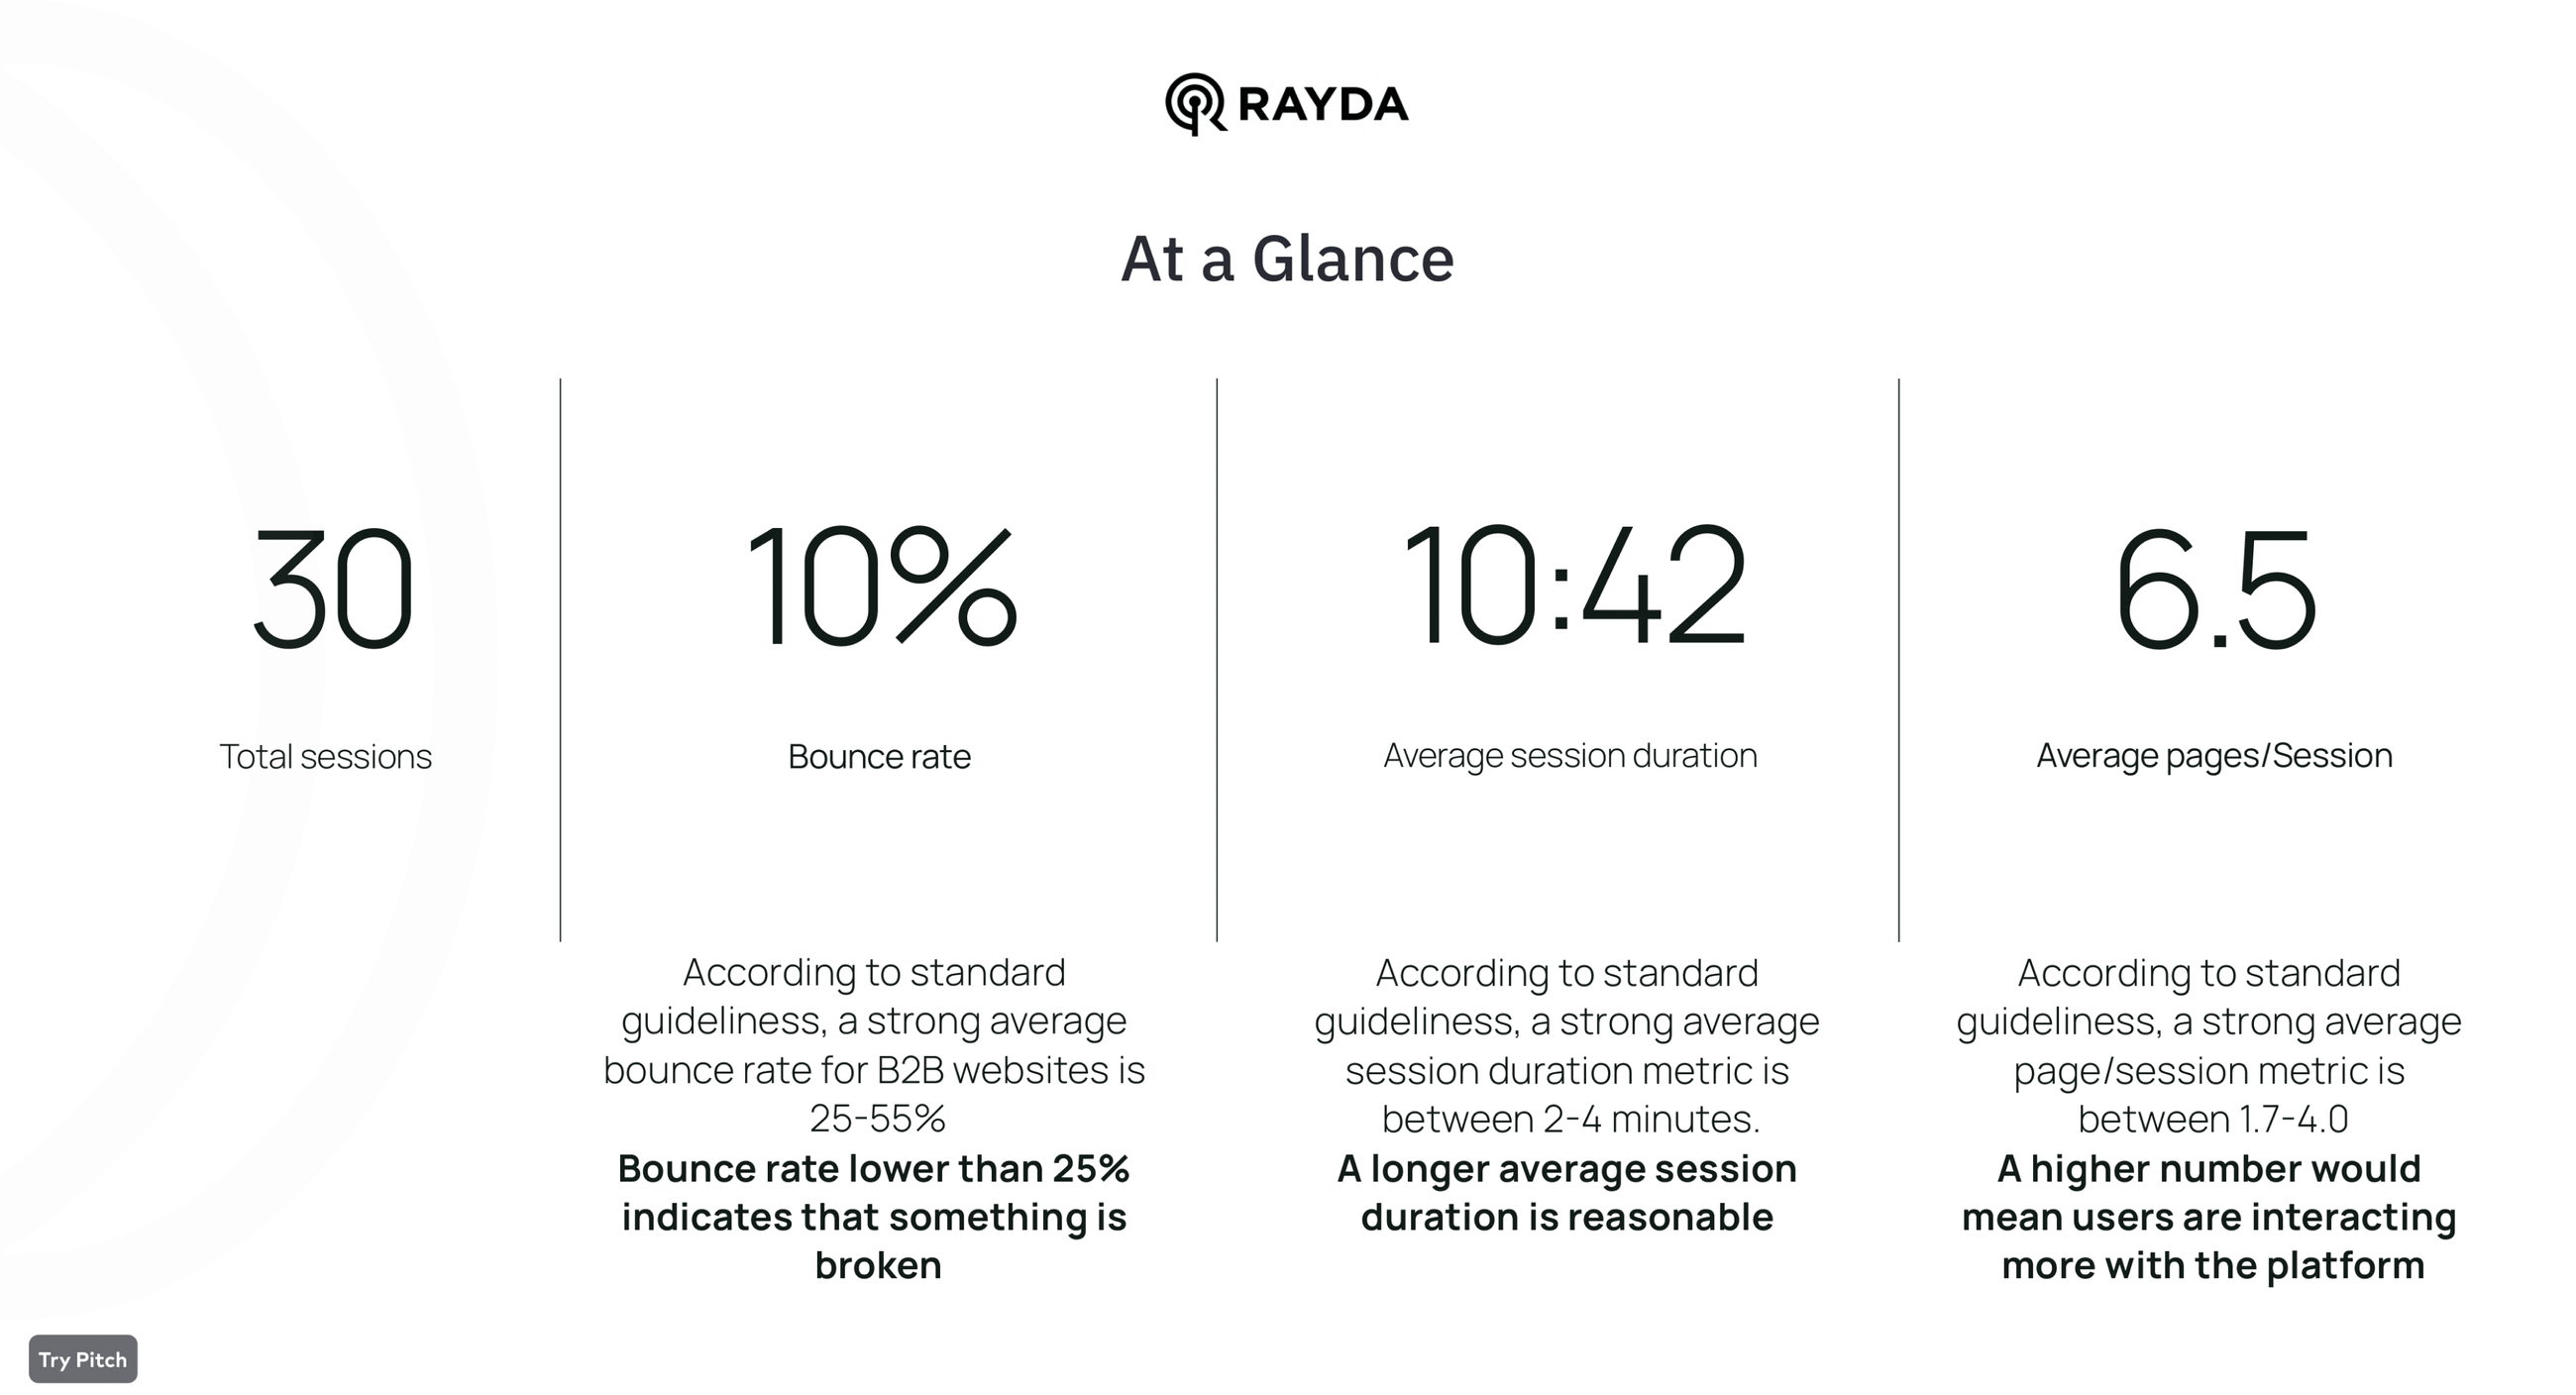 RAYDA
At a Glance
30
Total sessions
10%
Bounce rate
According to standard
guideliness, a strong average
bounce rate for B2B websites is
25-55%
Bounce rate lower than 25%
indicates that something is
broken
10:42
Average session duration
According to standard
guideliness, a strong average
session duration metric is
between 2-4 minutes.
A longer average session
duration is reasonable
6.5
Average pages/Session
According to standard
guideliness, a strong average
page/session metric is
between 1.7-4.0
A higher number would
mean users are interacting
more with the platform
Try Pitch